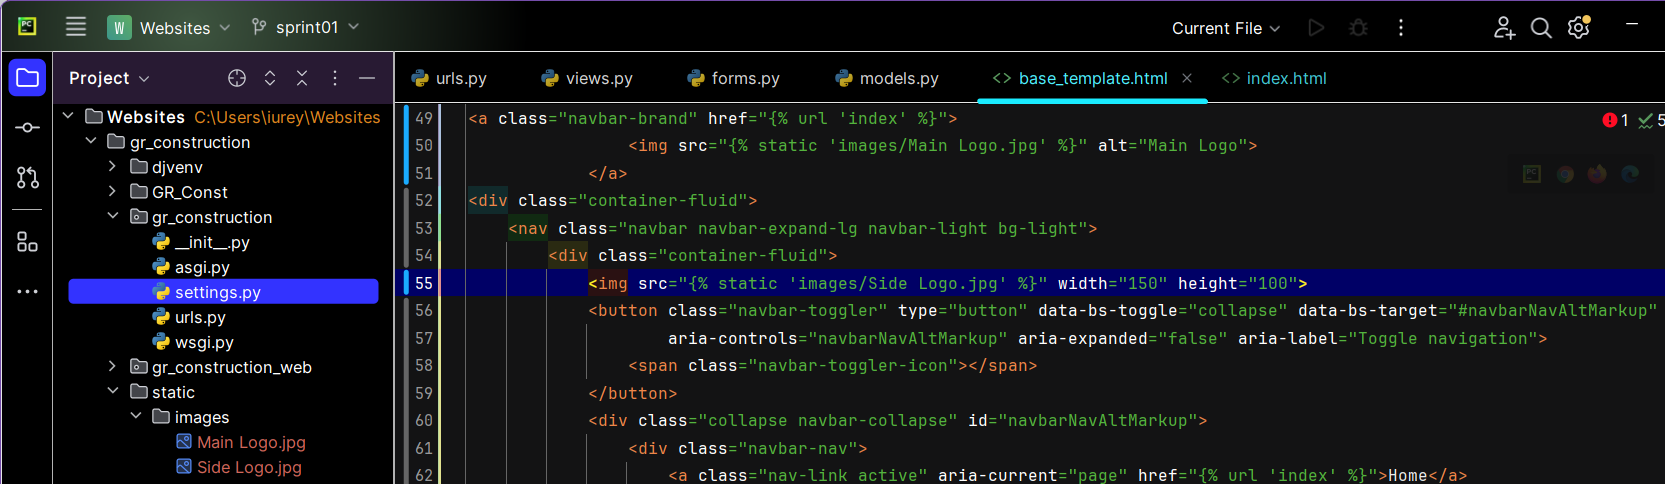 PC
W Websites
sprint01
Current File
Project
urls.py
views.py
forms.py
models.py
<> base_template.html ×
<> index.html
Websites C:\Users\iurey\Websites
gr_construction
djvenv
GR_Const
gr_construction
__init__.py
asgi.py
settings.py
urls.py
wsgi.py
gr_construction_web
static
images
Main Logo.jpg
Side Logo.jpg
49 <a class="navbar-brand" href="{% url 'index' %}">
50 <img src="{% static 'images/Main Logo.jpg' %}" alt="Main Logo">
51 </a>
52 <div class="container-fluid">
53 <nav class="navbar navbar-expand-lg navbar-light bg-light">
54 <div class="container-fluid">
55 <img src="{% static 'images/Side Logo.jpg' %}" width="150" height="100">
56 <button class="navbar-toggler" type="button" data-bs-toggle="collapse" data-bs-target="#navbarNavAltMarkup"
57 aria-controls="navbarNavAltMarkup" aria-expanded="false" aria-label="Toggle navigation">
58 <span class="navbar-toggler-icon"></span>
59 </button>
60 <div class="collapse navbar-collapse" id="navbarNavAltMarkup">
61 <div class="navbar-nav">
62 <a class="nav-link active" aria-current="page" href="{% url 'index' %}">Home</a>
1
5
PC